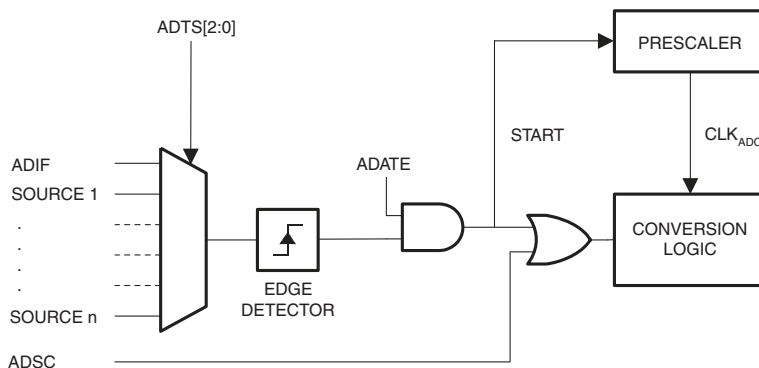 ADTS[2:0]
PRESCALER
START
CLKADC
ADIF
SOURCE 1
.
.
.
.
SOURCE n
ADSC
ADATE
EDGE
DETECTOR
CONVERSION
LOGIC